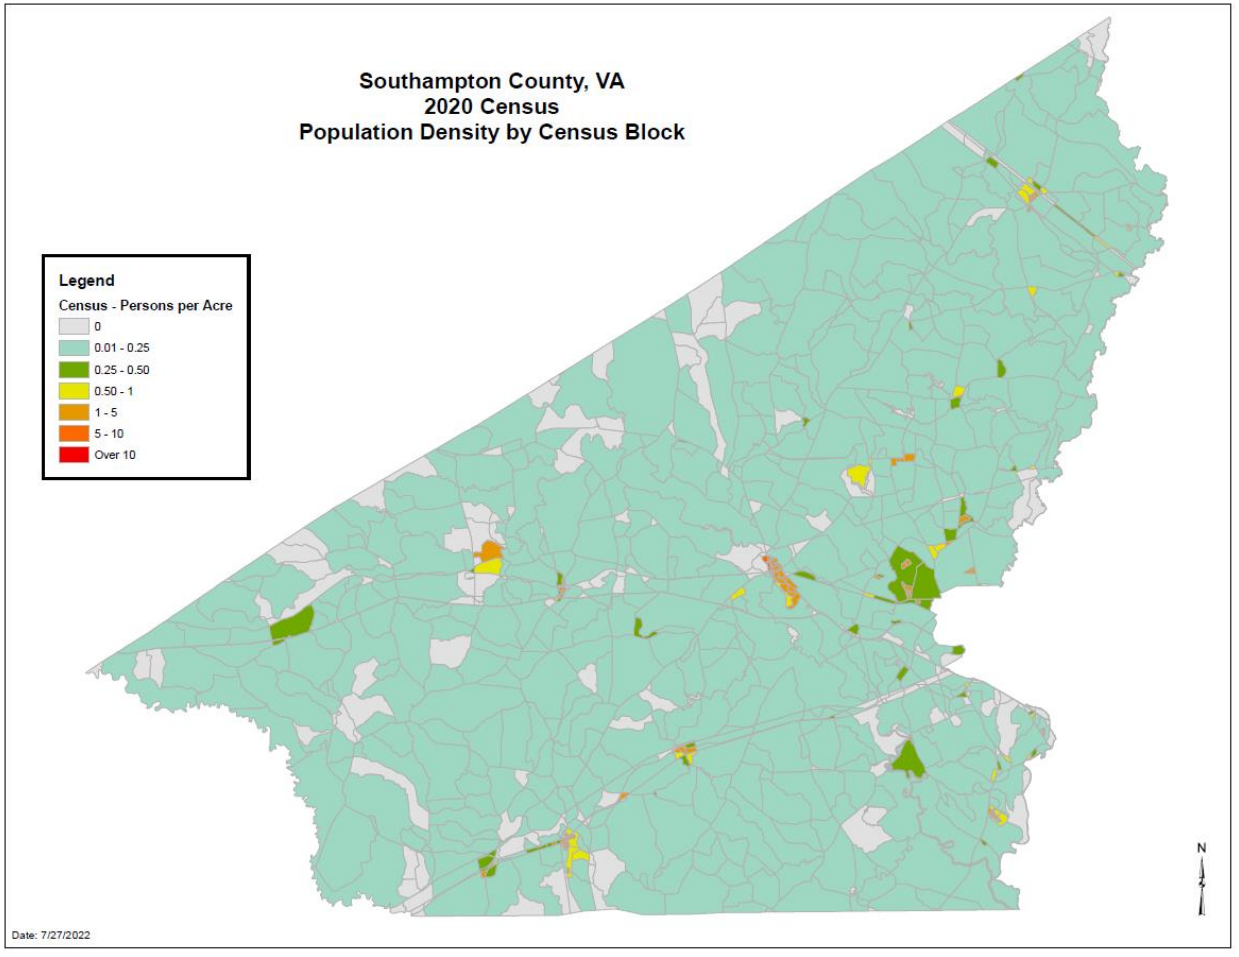 Southampton County, VA
2020 Census
Population Density by Census Block
Legend
Census - Persons per Acre
0
0.01 - 0.25
0.25 - 0.50
0.50 - 1
1 - 5
5 - 10
Over 10
N
Date: 7/27/2022